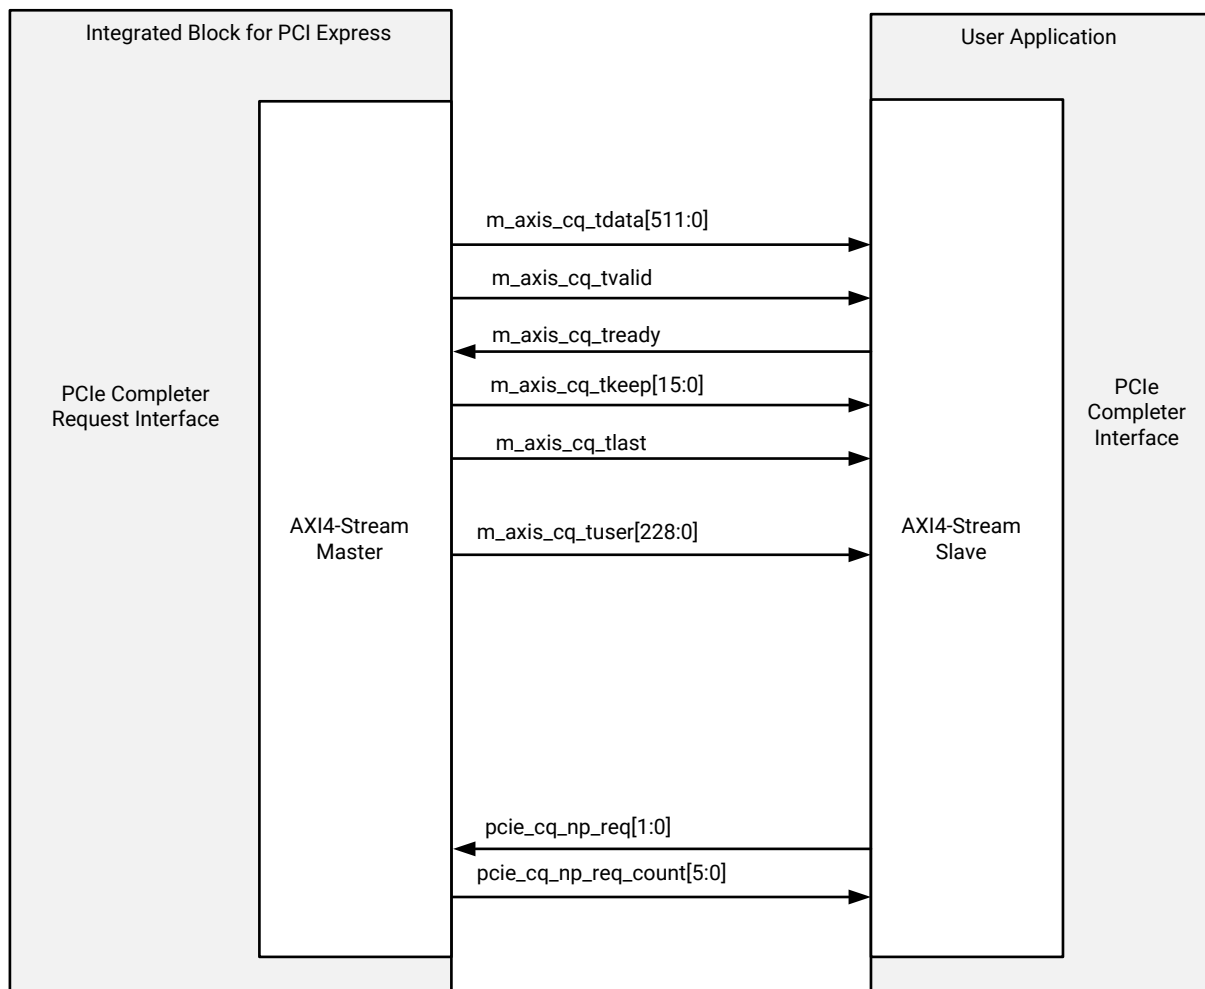 Integrated Block for PCI Express
User Application
m_axis_cq_tdata[511:0]
m_axis_cq_tvalid
m_axis_cq_tready
m_axis_cq_tkeep[15:0]
m_axis_cq_tlast
m_axis_cq_tuser[228:0]
pcie_cq_np_req[1:0]
pcie_cq_np_req_count[5:0]
PCIe Completer
Request Interface
AXI4-Stream
Master
AXI4-Stream
Slave
PCIe
Completer
Interface